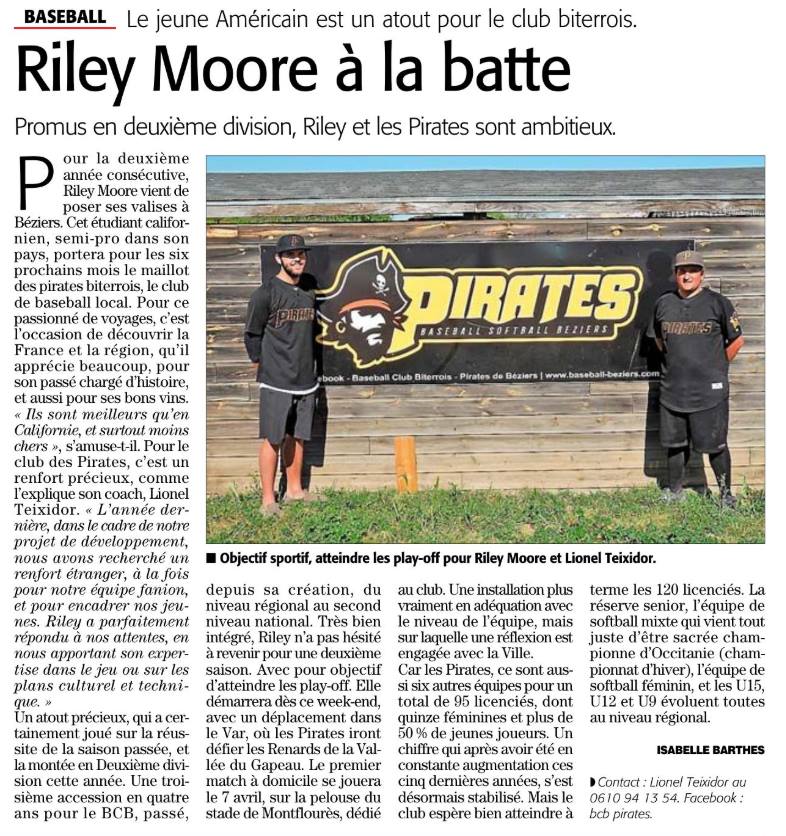 BASEBALL Le jeune Américain est un atout pour le club biterrois.
Riley Moore à la batte
Promus en deuxième division, Riley et les Pirates sont ambitieux.
Pour la deuxième
année consécutive,
Riley Moore vient de
poser ses valises à
Béziers. Cet étudiant califor-
nien, semi-pro dans son
pays, portera pour les six
prochains mois le maillot
des pirates biterrois, le club
de baseball local. Pour ce
passionné de voyages, c'est
l'occasion de découvrir la
France et la région, qu'il
apprécie beaucoup, pour
son passé chargé d'histoire,
et aussi pour ses bons vins.
« Ils sont meilleurs qu'en
Californie, et surtout moins
chers », s'amuse-t-il. Pour le
club des Pirates, c'est un
renfort précieux, comme
l'explique son coach, Lionel
Teixidor. « L'année der-
nière, dans le cadre de notre
projet de développement,
nous avons recherché un
renfort étranger, à la fois
pour notre équipe fanion,
et pour encadrer nos jeu-
nes. Riley a parfaitement
répondu à nos attentes, en
nous apportant son exper-
tise dans le jeu ou sur les
plans culturel et techni-
que. »
Un atout précieux, qui a cer-
tainement joué sur la réus-
site de la saison passée, et
la montée en Deuxième divi-
sion cette année. Une troi-
sième accession en quatre
ans pour le BCB, passé,
PIRATES
PIRATES
BASEBALL SOFTBALL BEZIERS
ebook - Baseball Club Biterrois - Pirates de Béziers | www.baseball-beziers.com
PIRATES
■ Objectif sportif, atteindre les play-off pour Riley Moore et Lionel Teixidor.
depuis sa création, du
niveau régional au second
niveau national. Très bien
intégré, Riley n'a pas hésité
à revenir pour une deuxième
saison. Avec pour objectif
d'atteindre les play-off. Elle
démarrera dès ce week-end,
avec un déplacement dans
le Var, où les Pirates iront
défier les Renards de la Val-
lée du Gapeau. Le premier
match à domicile se jouera
le 7 avril, sur la pelouse du
stade de Montflourès, dédié
au club. Une installation plus
vraiment en adéquation avec
le niveau de l'équipe, mais
sur laquelle une réflexion est
engagée avec la Ville.
Car les Pirates, ce sont aus-
si six autres équipes pour un
total de 95 licenciés, dont
quinze féminines et plus de
50 % de jeunes joueurs. Un
chiffre qui après avoir été en
constante augmentation ces
cinq dernières années, s'est
désormais stabilisé. Mais le
club espère bien atteindre à
terme les 120 licenciés. La
réserve senior, l'équipe de
softball mixte qui vient tout
juste d'être sacrée cham-
pionne d'Occitanie (cham-
pionnat d'hiver), l'équipe de
softball féminin, et les U15,
U12 et U9 évoluent toutes
au niveau régional.
ISABELLE BARTHES
◗ Contact : Lionel Teixidor au
0610 94 13 54. Facebook :
bcb pirates.